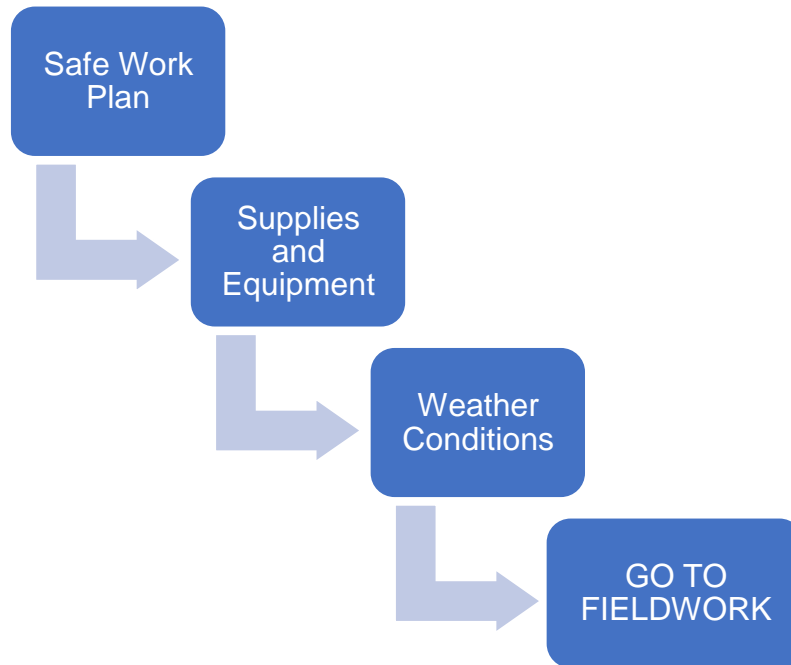 Safe Work
Plan
Supplies
and
Equipment
Weather
Conditions
GO TO
FIELDWORK